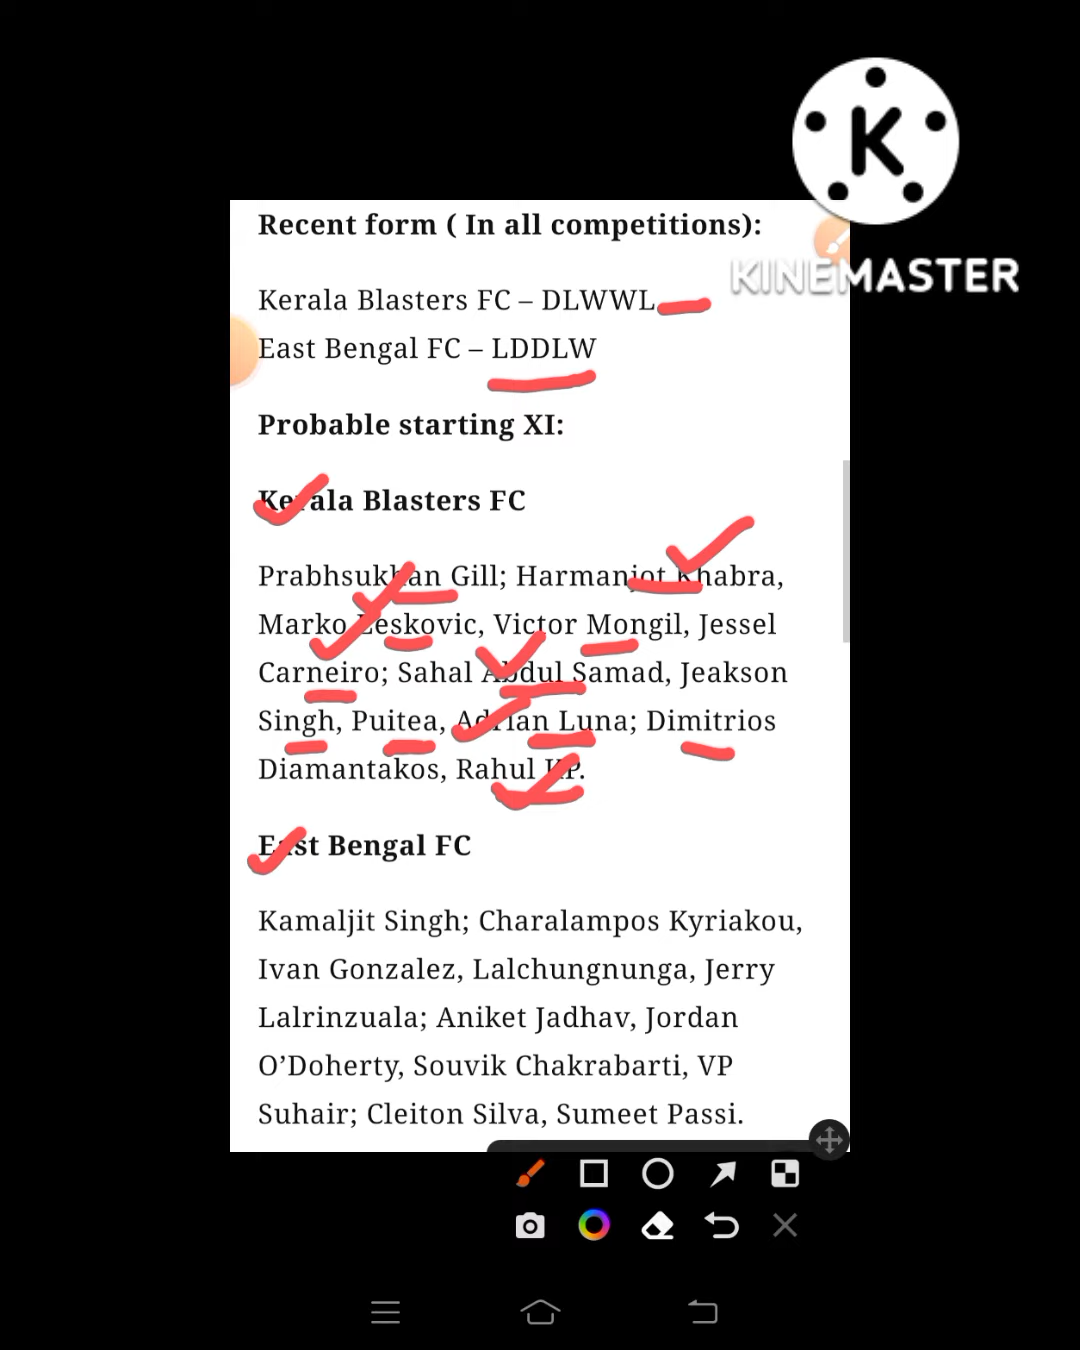 K
KINEMASTER
Recent form ( In all competitions):
Kerala Blasters FC – DLWWL
East Bengal FC – LDDLW
Probable starting XI:
Kerala Blasters FC
Prabhsukhan Gill; Harmanjot Khabra,
Marko Leskovic, Victor Mongil, Jessel
Carneiro; Sahal Abdul Samad, Jeakson
Singh, Puitea, Adrian Luna; Dimitrios
Diamantakos, Rahul KP.
East Bengal FC
Kamaljit Singh; Charalampos Kyriakou,
Ivan Gonzalez, Lalchungnunga, Jerry
Lalrinzuala; Aniket Jadhav, Jordan
O’Doherty, Souvik Chakrabarti, VP
Suhair; Cleiton Silva, Sumeet Passi.